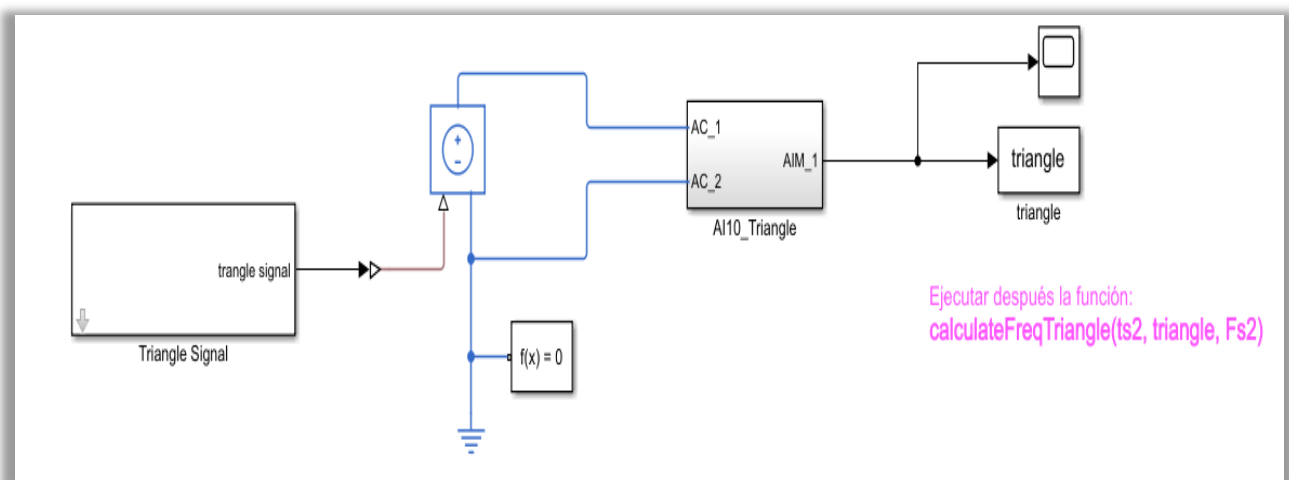 AC_1
AIM_1
AC_2
AI10_Triangle
triangle
triangle
trangle signal
Triangle Signal
f(x) = 0
Ejecutar después la función:
calculateFreqTriangle(ts2, triangle, Fs2)